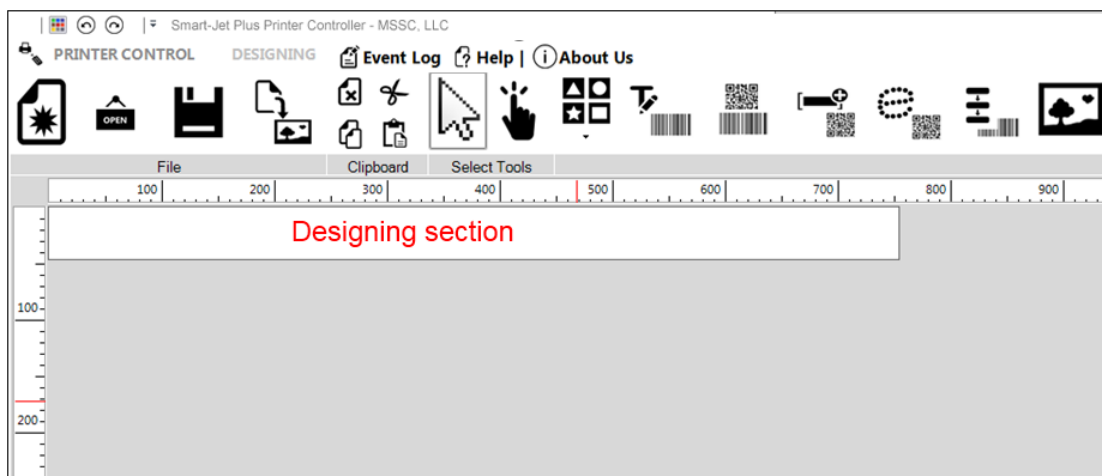 Smart-Jet Plus Printer Controller - MSSC, LLC
PRINTER CONTROL DESIGNING Event Log Help | About Us
OPEN
File Clipboard Select Tools
100 200 300 400 500 600 700 800 900
Designing section
100
200